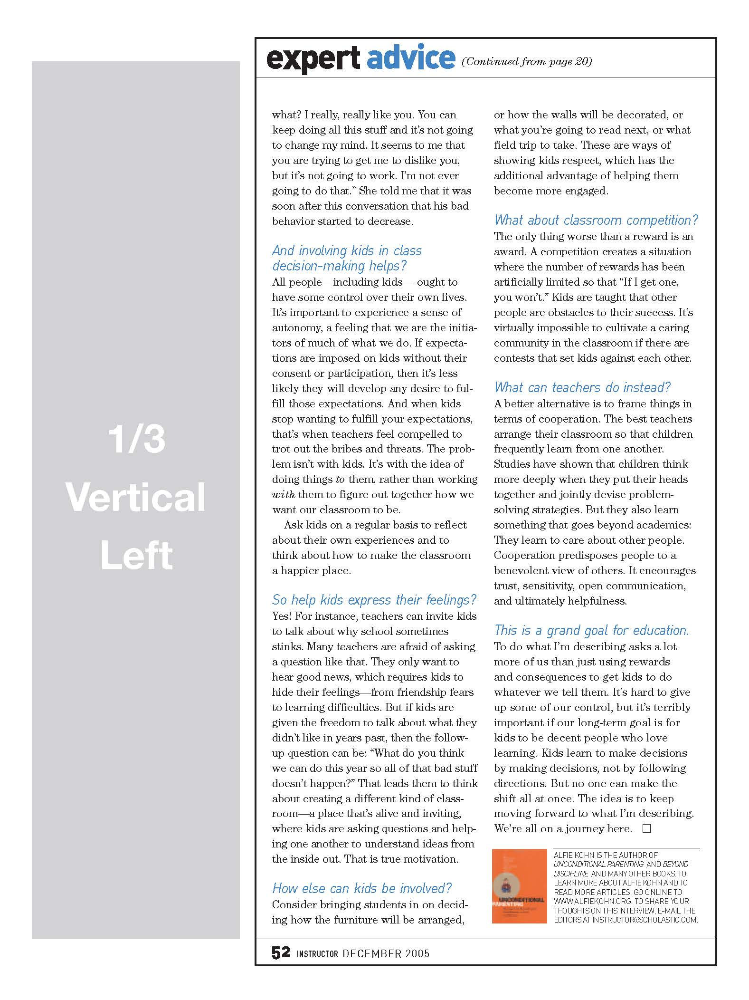 1/3
Vertical
Left
expert advice (Continued from page 20)
what? I really, really like you. You can
keep doing all this stuff and it’s not going
to change my mind. It seems to me that
you are trying to get me to dislike you,
but it’s not going to work. I’m not ever
going to do that.” She told me that it was
soon after this conversation that his bad
behavior started to decrease.
And involving kids in class
decision-making helps?
All people—including kids— ought to
have some control over their own lives.
It’s important to experience a sense of
autonomy, a feeling that we are the initia-
tors of much of what we do. If expecta-
tions are imposed on kids without their
consent or participation, then it’s less
likely they will develop any desire to ful-
fill those expectations. And when kids
stop wanting to fulfill your expectations,
that’s when teachers feel compelled to
trot out the bribes and threats. The prob-
lem isn’t with kids. It’s with the idea of
doing things to them, rather than working
with them to figure out together how we
want our classroom to be.
Ask kids on a regular basis to reflect
about their own experiences and to
think about how to make the classroom
a happier place.
So help kids express their feelings?
Yes! For instance, teachers can invite kids
to talk about why school sometimes
stinks. Many teachers are afraid of asking
a question like that. They only want to
hear good news, which requires kids to
hide their feelings—from friendship fears
to learning difficulties. But if kids are
given the freedom to talk about what they
didn’t like in years past, then the follow-
up question can be: “What do you think
we can do this year so all of that bad stuff
doesn’t happen?” That leads them to think
about creating a different kind of class-
room—a place that’s alive and inviting,
where kids are asking questions and help-
ing one another to understand ideas from
the inside out. That is true motivation.
How else can kids be involved?
Consider bringing students in on decid-
ing how the furniture will be arranged,
or how the walls will be decorated, or
what you’re going to read next, or what
field trip to take. These are ways of
showing kids respect, which has the
additional advantage of helping them
become more engaged.
What about classroom competition?
The only thing worse than a reward is an
award. A competition creates a situation
where the number of rewards has been
artificially limited so that “If I get one,
you won’t.” Kids are taught that other
people are obstacles to their success. It’s
virtually impossible to cultivate a caring
community in the classroom if there are
contests that set kids against each other.
What can teachers do instead?
A better alternative is to frame things in
terms of cooperation. The best teachers
arrange their classroom so that children
frequently learn from one another.
Studies have shown that children think
more deeply when they put their heads
together and jointly devise problem-
solving strategies. But they also learn
something that goes beyond academics:
They learn to care about other people.
Cooperation predisposes people to a
benevolent view of others. It encourages
trust, sensitivity, open communication,
and ultimately helpfulness.
This is a grand goal for education.
To do what I’m describing asks a lot
more of us than just using rewards
and consequences to get kids to do
whatever we tell them. It’s hard to give
up some of our control, but it’s terribly
important if our long-term goal is for
kids to be decent people who love
learning. Kids learn to make decisions
by making decisions, not by following
directions. But no one can make the
shift all at once. The idea is to keep
moving forward to what I’m describing.
We’re all on a journey here. □
UNCONDITIONAL
PARENTING
ALFIE KOHN IS THE AUTHOR OF
UNCONDITIONAL PARENTING AND BEYOND
DISCIPLINE AND MANY OTHER BOOKS. TO
LEARN MORE ABOUT ALFIE KOHN AND TO
READ MORE ARTICLES, GO ONLINE TO
WWW.ALFIEKOHN.ORG. TO SHARE YOUR
THOUGHTS ON THIS INTERVIEW, E-MAIL THE
EDITORS AT INSTRUCTOR@SCHOLASTIC.COM.
52 INSTRUCTOR DECEMBER 2005